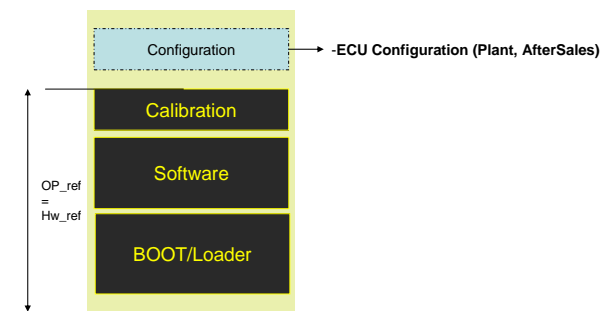 Configuration
-ECU Configuration (Plant, AfterSales)
Calibration
Software
OP_ref
=
Hw_ref
BOOT/Loader